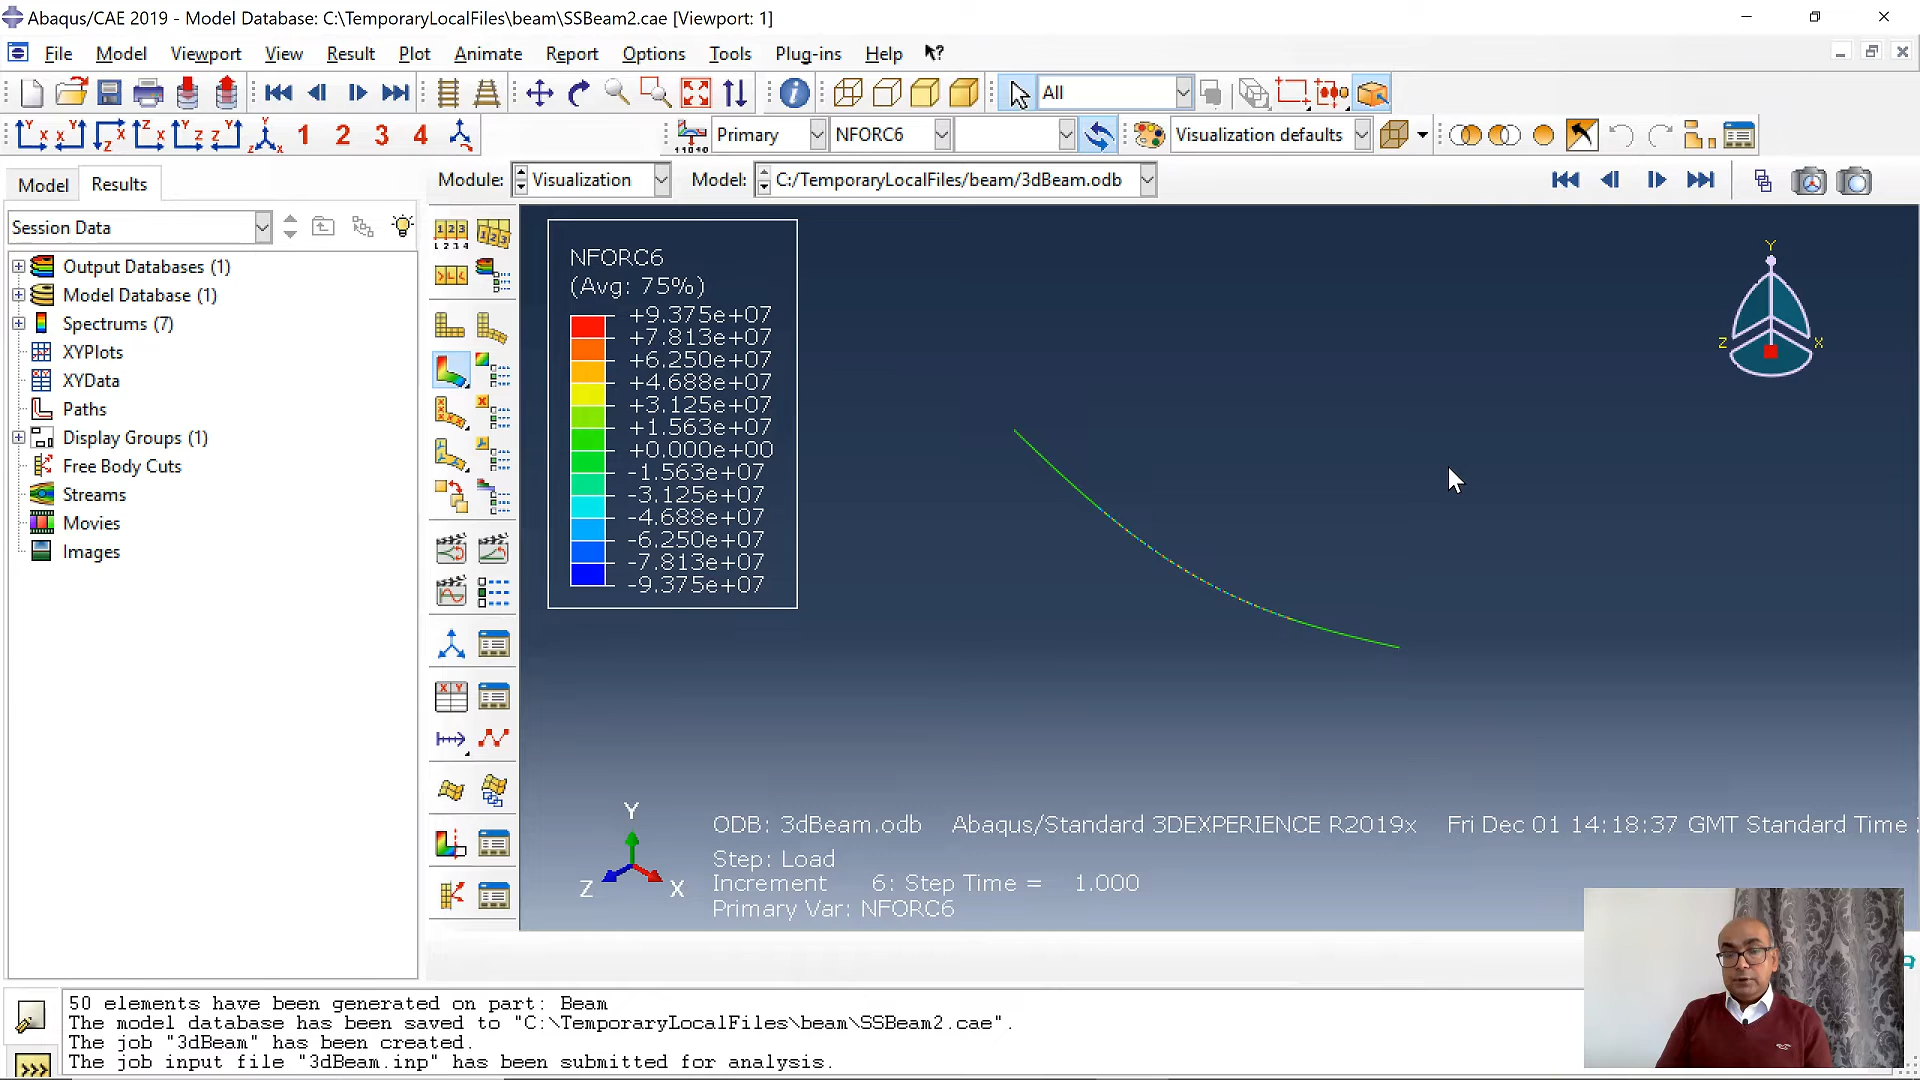 Abaqus/CAE 2019 - Model Database: C:\TemporaryLocalFiles\beam\SSBeam2.cae [Viewport: 1]
File Model Viewport View Result Plot Animate Report Options Tools Plug-ins Help
All
1 2 3 4
Primary NFORC6 Visualization defaults
Model Results
Module: Visualization Model: C:/TemporaryLocalFiles/beam/3dBeam.odb
Session Data
Output Databases (1)
Model Database (1)
Spectrums (7)
XYPlots
XYData
Paths
Display Groups (1)
Free Body Cuts
Streams
Movies
Images
NFORC6
(Avg: 75%)
+9.375e+07
+7.813e+07
+6.250e+07
+4.688e+07
+3.125e+07
+1.563e+07
+0.000e+00
-1.563e+07
-3.125e+07
-4.688e+07
-6.250e+07
-7.813e+07
-9.375e+07
Y
Z X
Y
Z X
ODB: 3dBeam.odb Abaqus/Standard 3DEXPERIENCE R2019x Fri Dec 01 14:18:37 GMT Standard Time
Step: Load
Increment 6: Step Time = 1.000
Primary Var: NFORC6
50 elements have been generated on part: Beam
The model database has been saved to "C:\TemporaryLocalFiles\beam\SSBeam2.cae".
The job "3dBeam" has been created.
The job input file "3dBeam.inp" has been submitted for analysis.
>>>